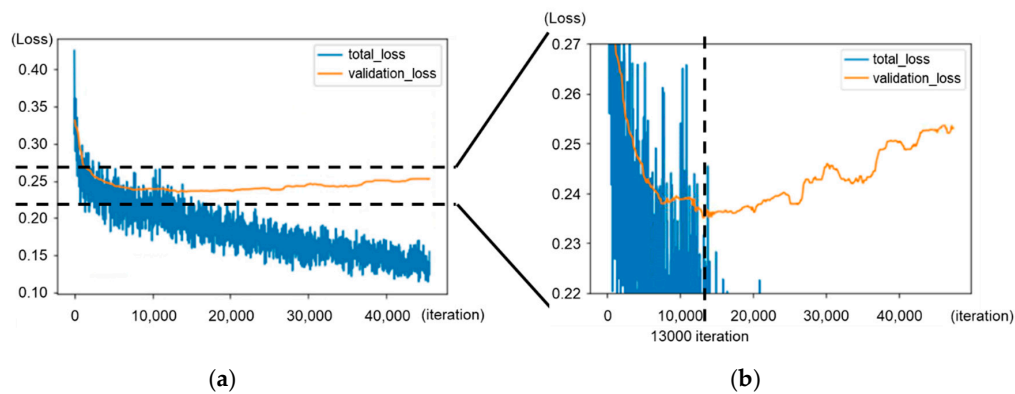 (Loss)
0.40
0.35
0.30
0.25
0.20
0.15
0.10
total_loss
validation_loss
0 10,000 20,000 30,000 40,000 (iteration)
(a)
(Loss)
0.27
0.26
0.25
0.24
0.23
0.22
total_loss
validation_loss
0 10,000 20,000 30,000 40,000 (iteration)
13000 iteration
(b)